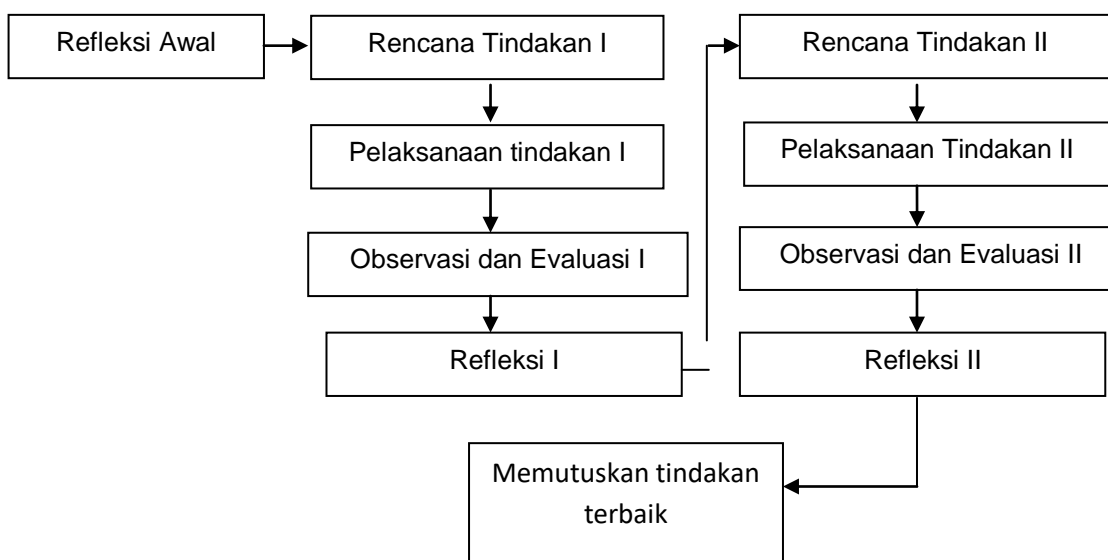 Refleksi Awal
Rencana Tindakan I
Pelaksanaan tindakan I
Observasi dan Evaluasi I
Refleksi I
Rencana Tindakan II
Pelaksanaan Tindakan II
Observasi dan Evaluasi II
Refleksi II
Memutuskan tindakan
terbaik